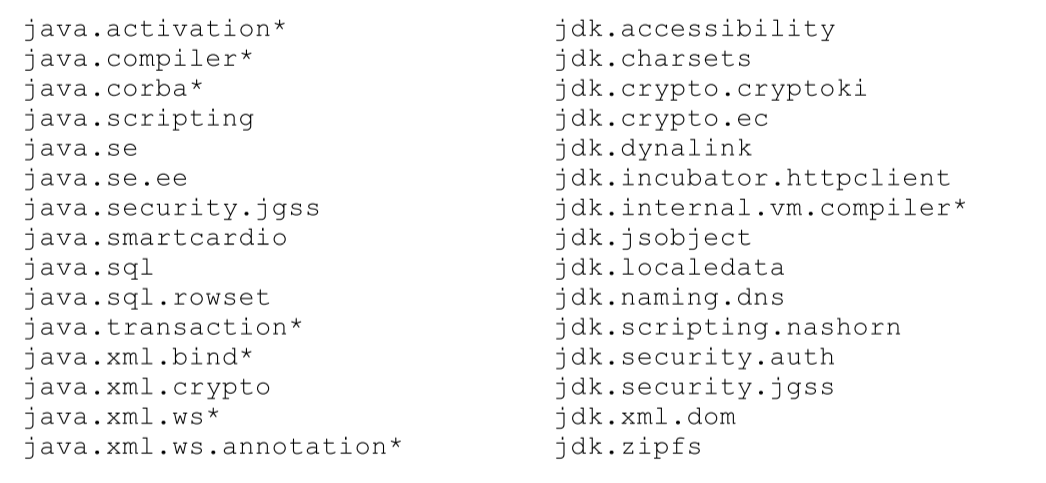 java.activation*
java.compiler*
java.corba*
java.scripting
java.se
java.se.ee
java.security.jgss
java.smartcardio
java.sql
java.sql.rowset
java.transaction*
java.xml.bind*
java.xml.crypto
java.xml.ws*
java.xml.ws.annotation*
jdk.accessibility
jdk.charsets
jdk.crypto.cryptoki
jdk.crypto.ec
jdk.dynalink
jdk.incubator.httpclient
jdk.internal.vm.compiler*
jdk.jsobject
jdk.localedata
jdk.naming.dns
jdk.scripting.nashorn
jdk.security.auth
jdk.security.jgss
jdk.xml.dom
jdk.zipfs